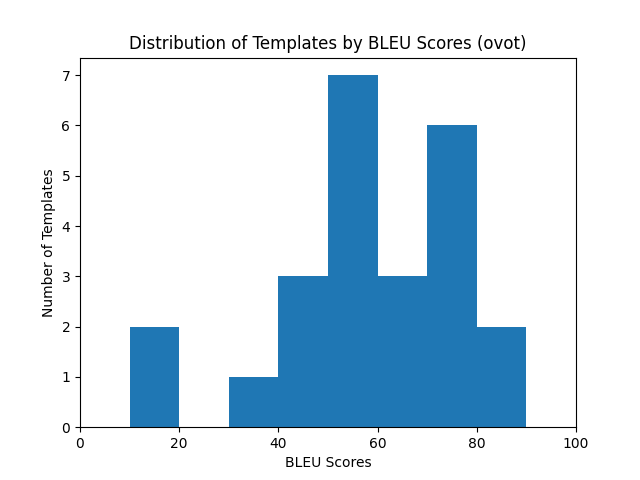 Distribution of Templates by BLEU Scores (ovot)
Number of Templates
7
6
5
4
3
2
1
0
0 20 40 60 80 100
BLEU Scores